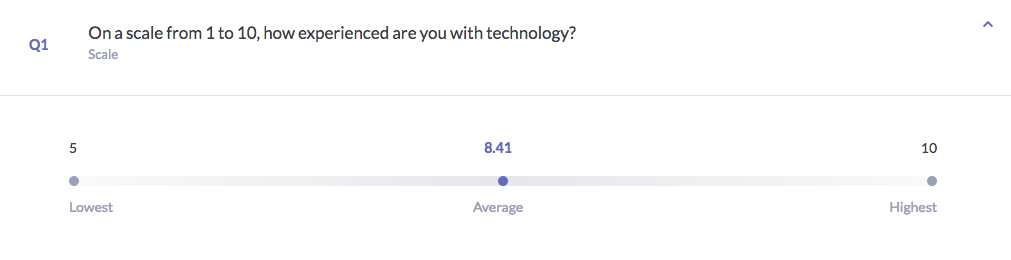 Q1
On a scale from 1 to 10, how experienced are you with technology?
Scale
5 8.41 10
Lowest Average Highest